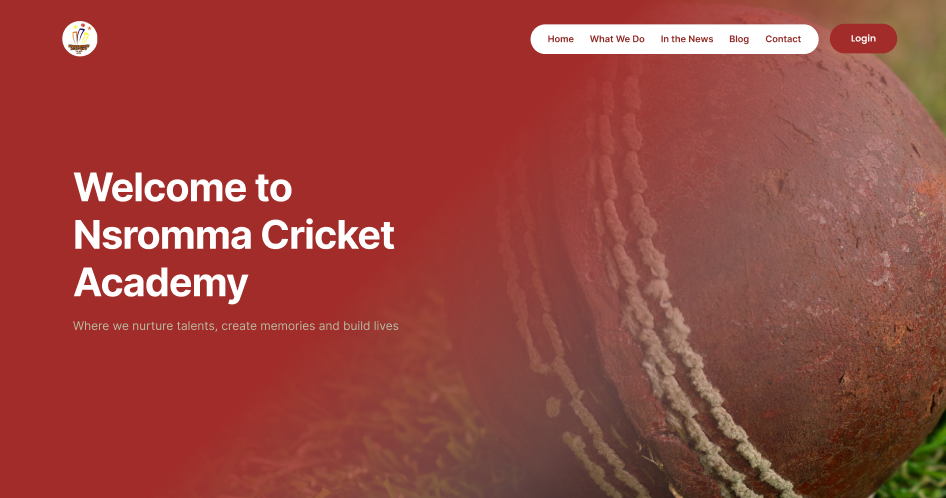 Home What We Do In the News Blog Contact Login
Welcome to
Nsromma Cricket
Academy
Where we nurture talents, create memories and build lives